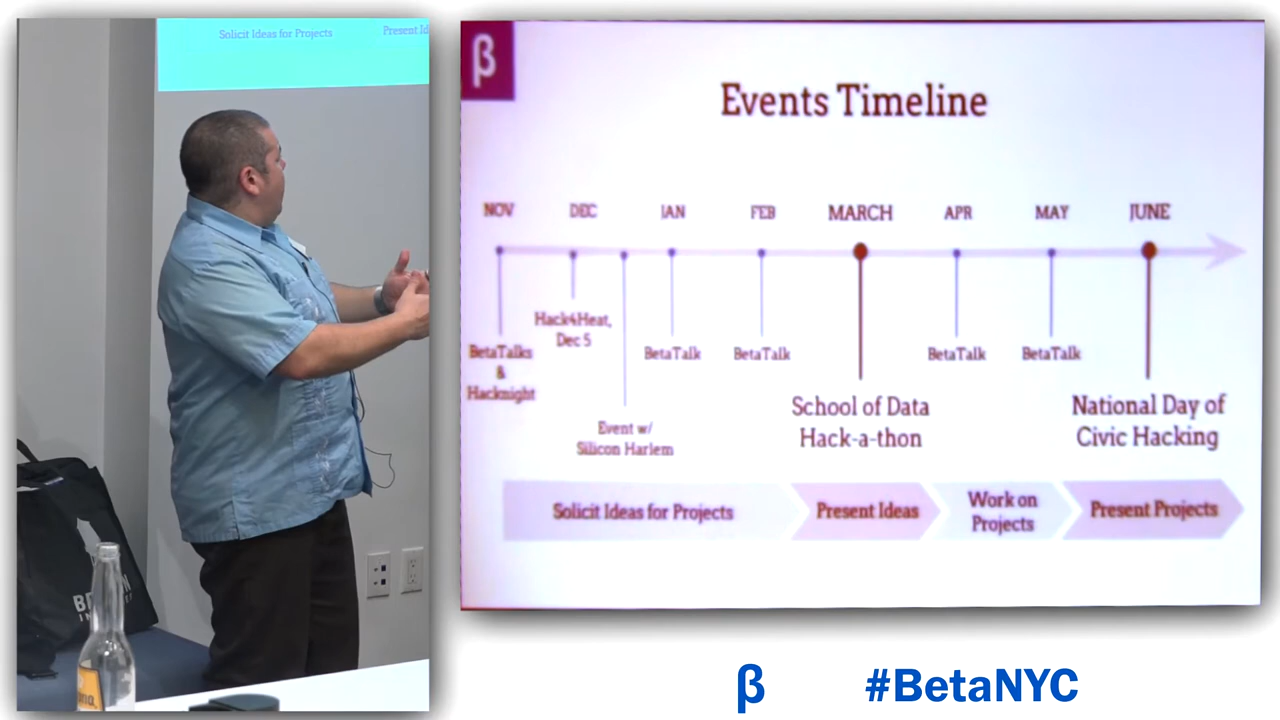 Solicit Ideas for Projects
Present Id
β
Events Timeline
NOV
DEC
JAN
FEB
MARCH
APR
MAY
JUNE
BetaTalks
&
Hacknight
Hack4Heat,
Dec 5
Event w/
Silicon Harlem
BetaTalk
BetaTalk
School of Data
Hack-a-thon
BetaTalk
BetaTalk
National Day of
Civic Hacking
Solicit Ideas for Projects
Present Ideas
Work on
Projects
Present Projects
β
#BetaNYC